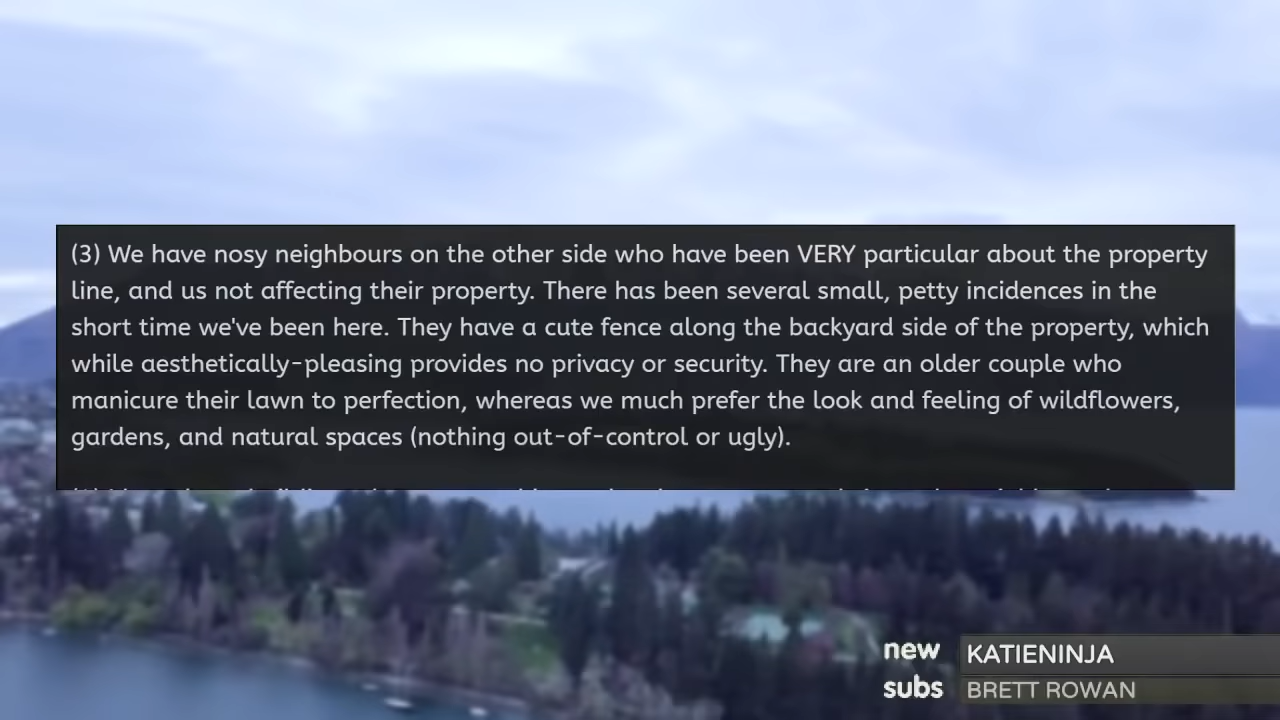 (3) We have nosy neighbours on the other side who have been VERY particular about the property
line, and us not affecting their property. There has been several small, petty incidences in the
short time we've been here. They have a cute fence along the backyard side of the property, which
while aesthetically-pleasing provides no privacy or security. They are an older couple who
manicure their lawn to perfection, whereas we much prefer the look and feeling of wildflowers,
gardens, and natural spaces (nothing out-of-control or ugly).
new KATIENINJA
subs BRETT ROWAN